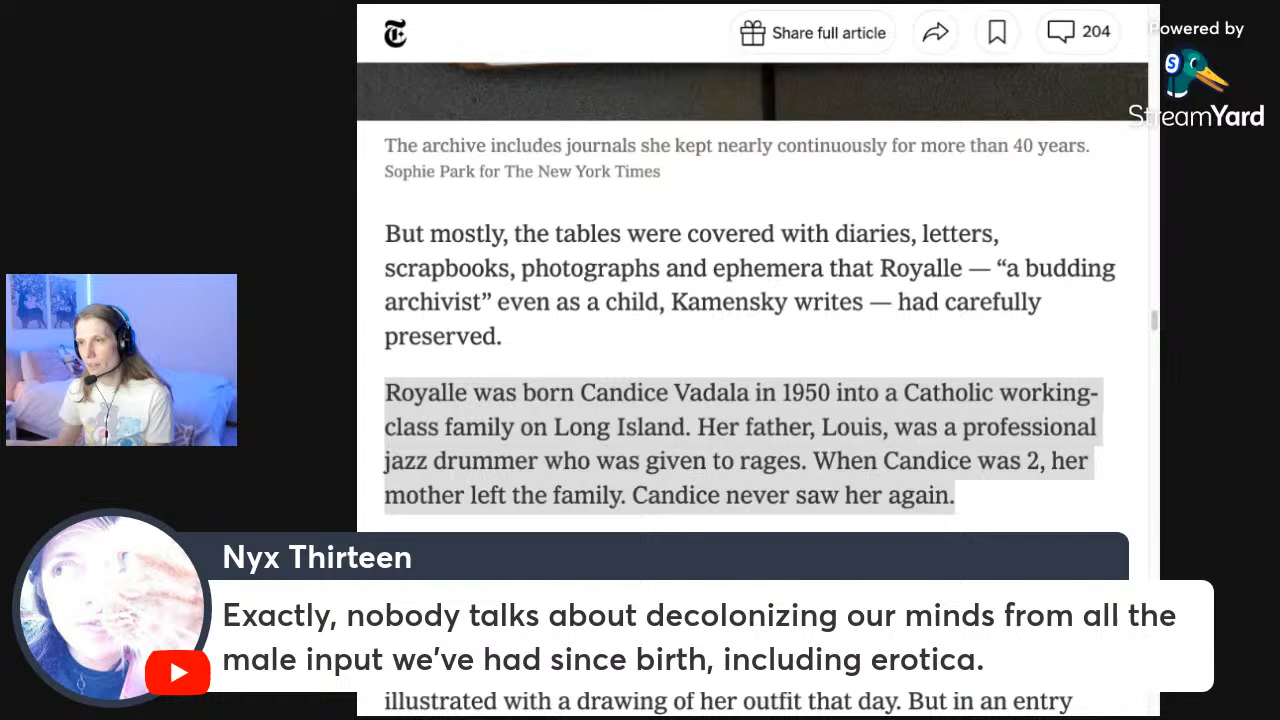 Share full article
204
Powered by
StreamYard
The archive includes journals she kept nearly continuously for more than 40 years.
Sophie Park for The New York Times
But mostly, the tables were covered with diaries, letters,
scrapbooks, photographs and ephemera that Royalle — “a budding
archivist” even as a child, Kamensky writes — had carefully
preserved.
Royalle was born Candice Vadala in 1950 into a Catholic working-
class family on Long Island. Her father, Louis, was a professional
jazz drummer who was given to rages. When Candice was 2, her
mother left the family. Candice never saw her again.
Nyx Thirteen
Exactly, nobody talks about decolonizing our minds from all the
male input we've had since birth, including erotica.
illustrated with a drawing of her outfit that day. But in an entry